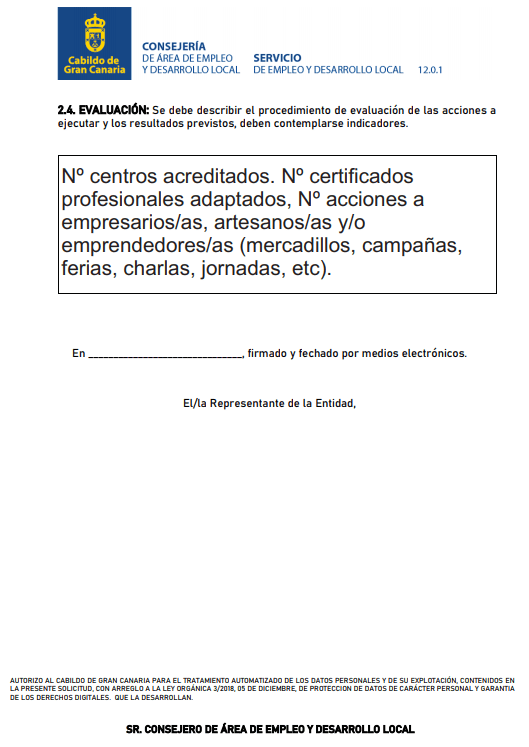 Cabildo de
Gran Canaria
CONSEJERÍA
DE ÁREA DE EMPLEO
Y DESARROLLO LOCAL
SERVICIO
DE EMPLEO Y DESARROLLO LOCAL 12.0.1
2.4. EVALUACIÓN: Se debe describir el procedimiento de evaluación de las acciones a
ejecutar y los resultados previstos, deben contemplarse indicadores.
Nº centros acreditados. Nº certificados
profesionales adaptados, Nº acciones a
empresarios/as, artesanos/as y/o
emprendedores/as (mercadillos, campañas,
ferias, charlas, jornadas, etc).
En ______________________________, firmado y fechado por medios electrónicos.
El/la Representante de la Entidad,
AUTORIZO AL CABILDO DE GRAN CANARIA PARA EL TRATAMIENTO AUTOMATIZADO DE LOS DATOS PERSONALES Y DE SU EXPLOTACIÓN, CONTENIDOS EN
LA PRESENTE SOLICITUD, CON ARREGLO A LA LEY ORGÁNICA 3/2018, 05 DE DICIEMBRE, DE PROTECCION DE DATOS DE CARÁCTER PERSONAL Y GARANTIA
DE LOS DERECHOS DIGITALES. QUE LA DESARROLLAN.
SR. CONSEJERO DE ÁREA DE EMPLEO Y DESARROLLO LOCAL